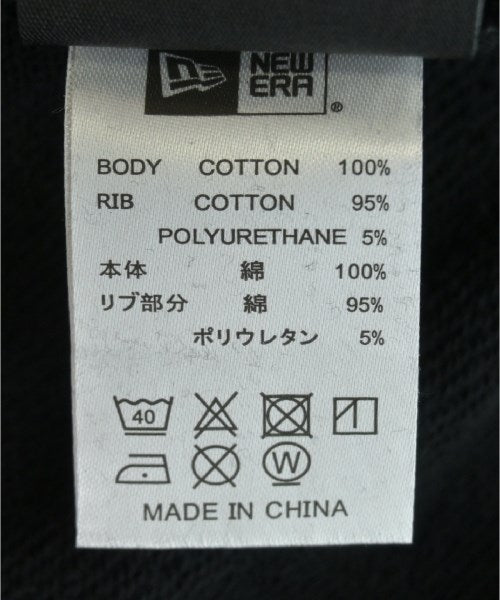 NEW
ERA
®
BODY COTTON 100%
RIB COTTON 95%
POLYURETHANE 5%
本体 綿 100%
リブ部分 綿 95%
ポリウレタン 5%
40
W
MADE IN CHINA